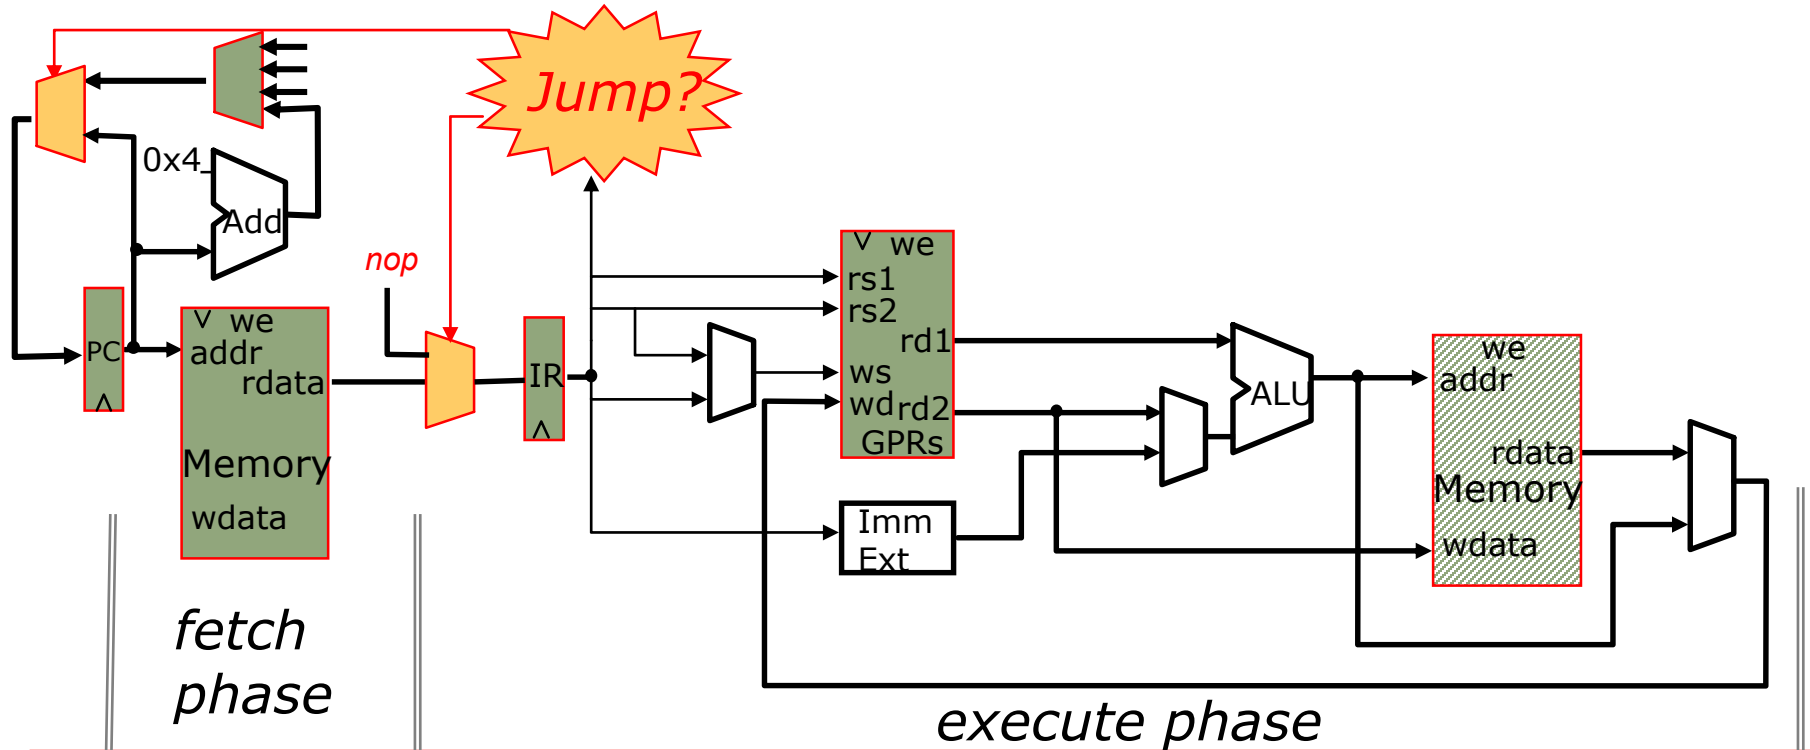 Jump?
0x4
Add
nop
PC
we
addr
rdata
Memory
wdata
IR
we
rs1
rs2
rd1
ws
wd rd2
GPRs
Imm
Ext
ALU
we
addr
rdata
Memory
wdata
fetch
phase
execute phase